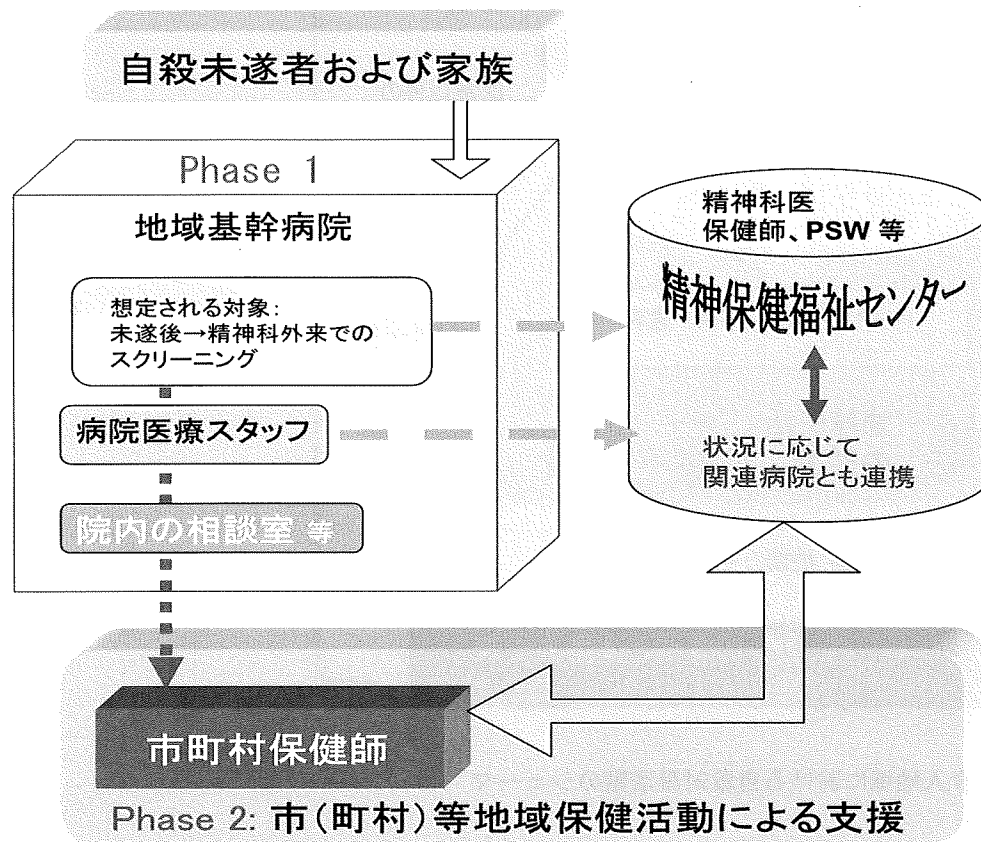 自殺未遂者および家族
Phase 1
地域基幹病院
想定される対象:
未遂後→精神科外来での
スクリーニング
病院医療スタッフ
院内の相談室 等
精神科医
保健師、PSW 等
精神保健福祉センター
状況に応じて
関連病院とも連携
市町村保健師
Phase 2: 市(町村)等地域保健活動による支援